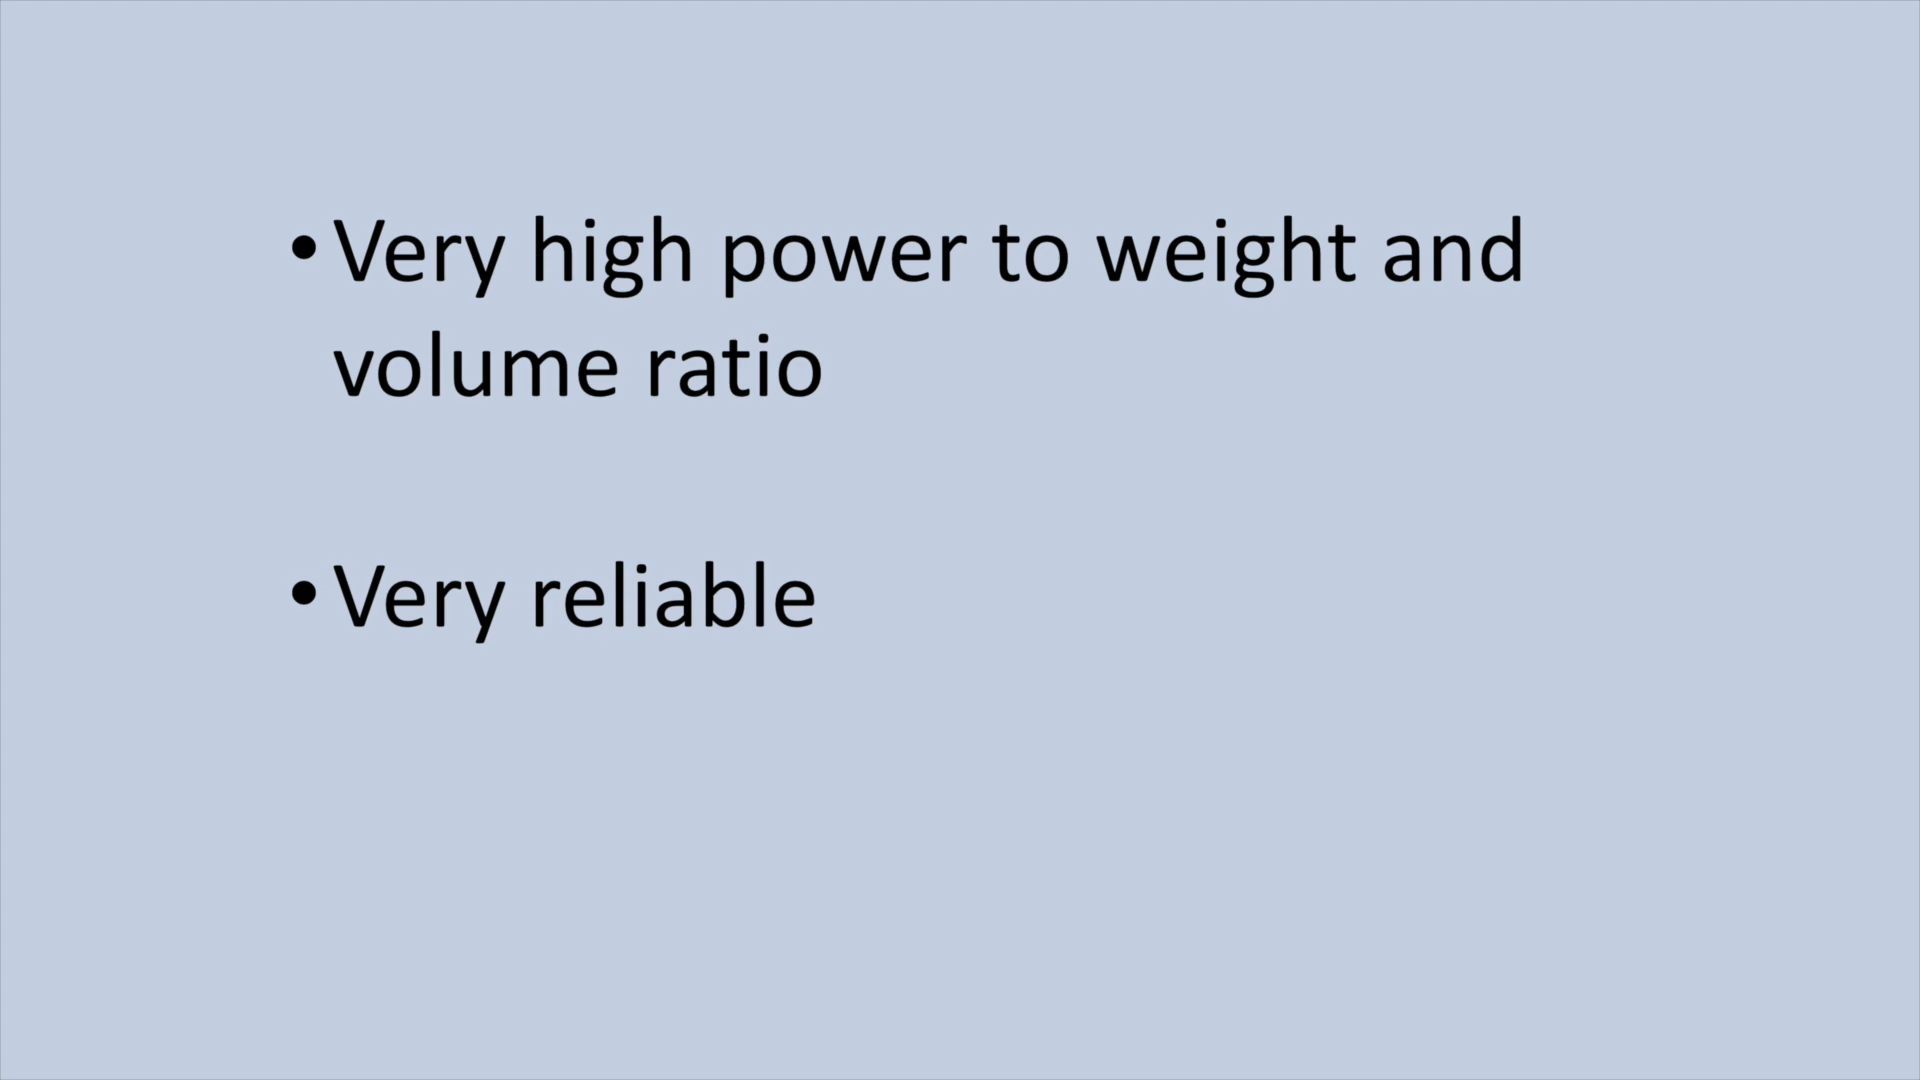 • Very high power to weight and
volume ratio
• Very reliable